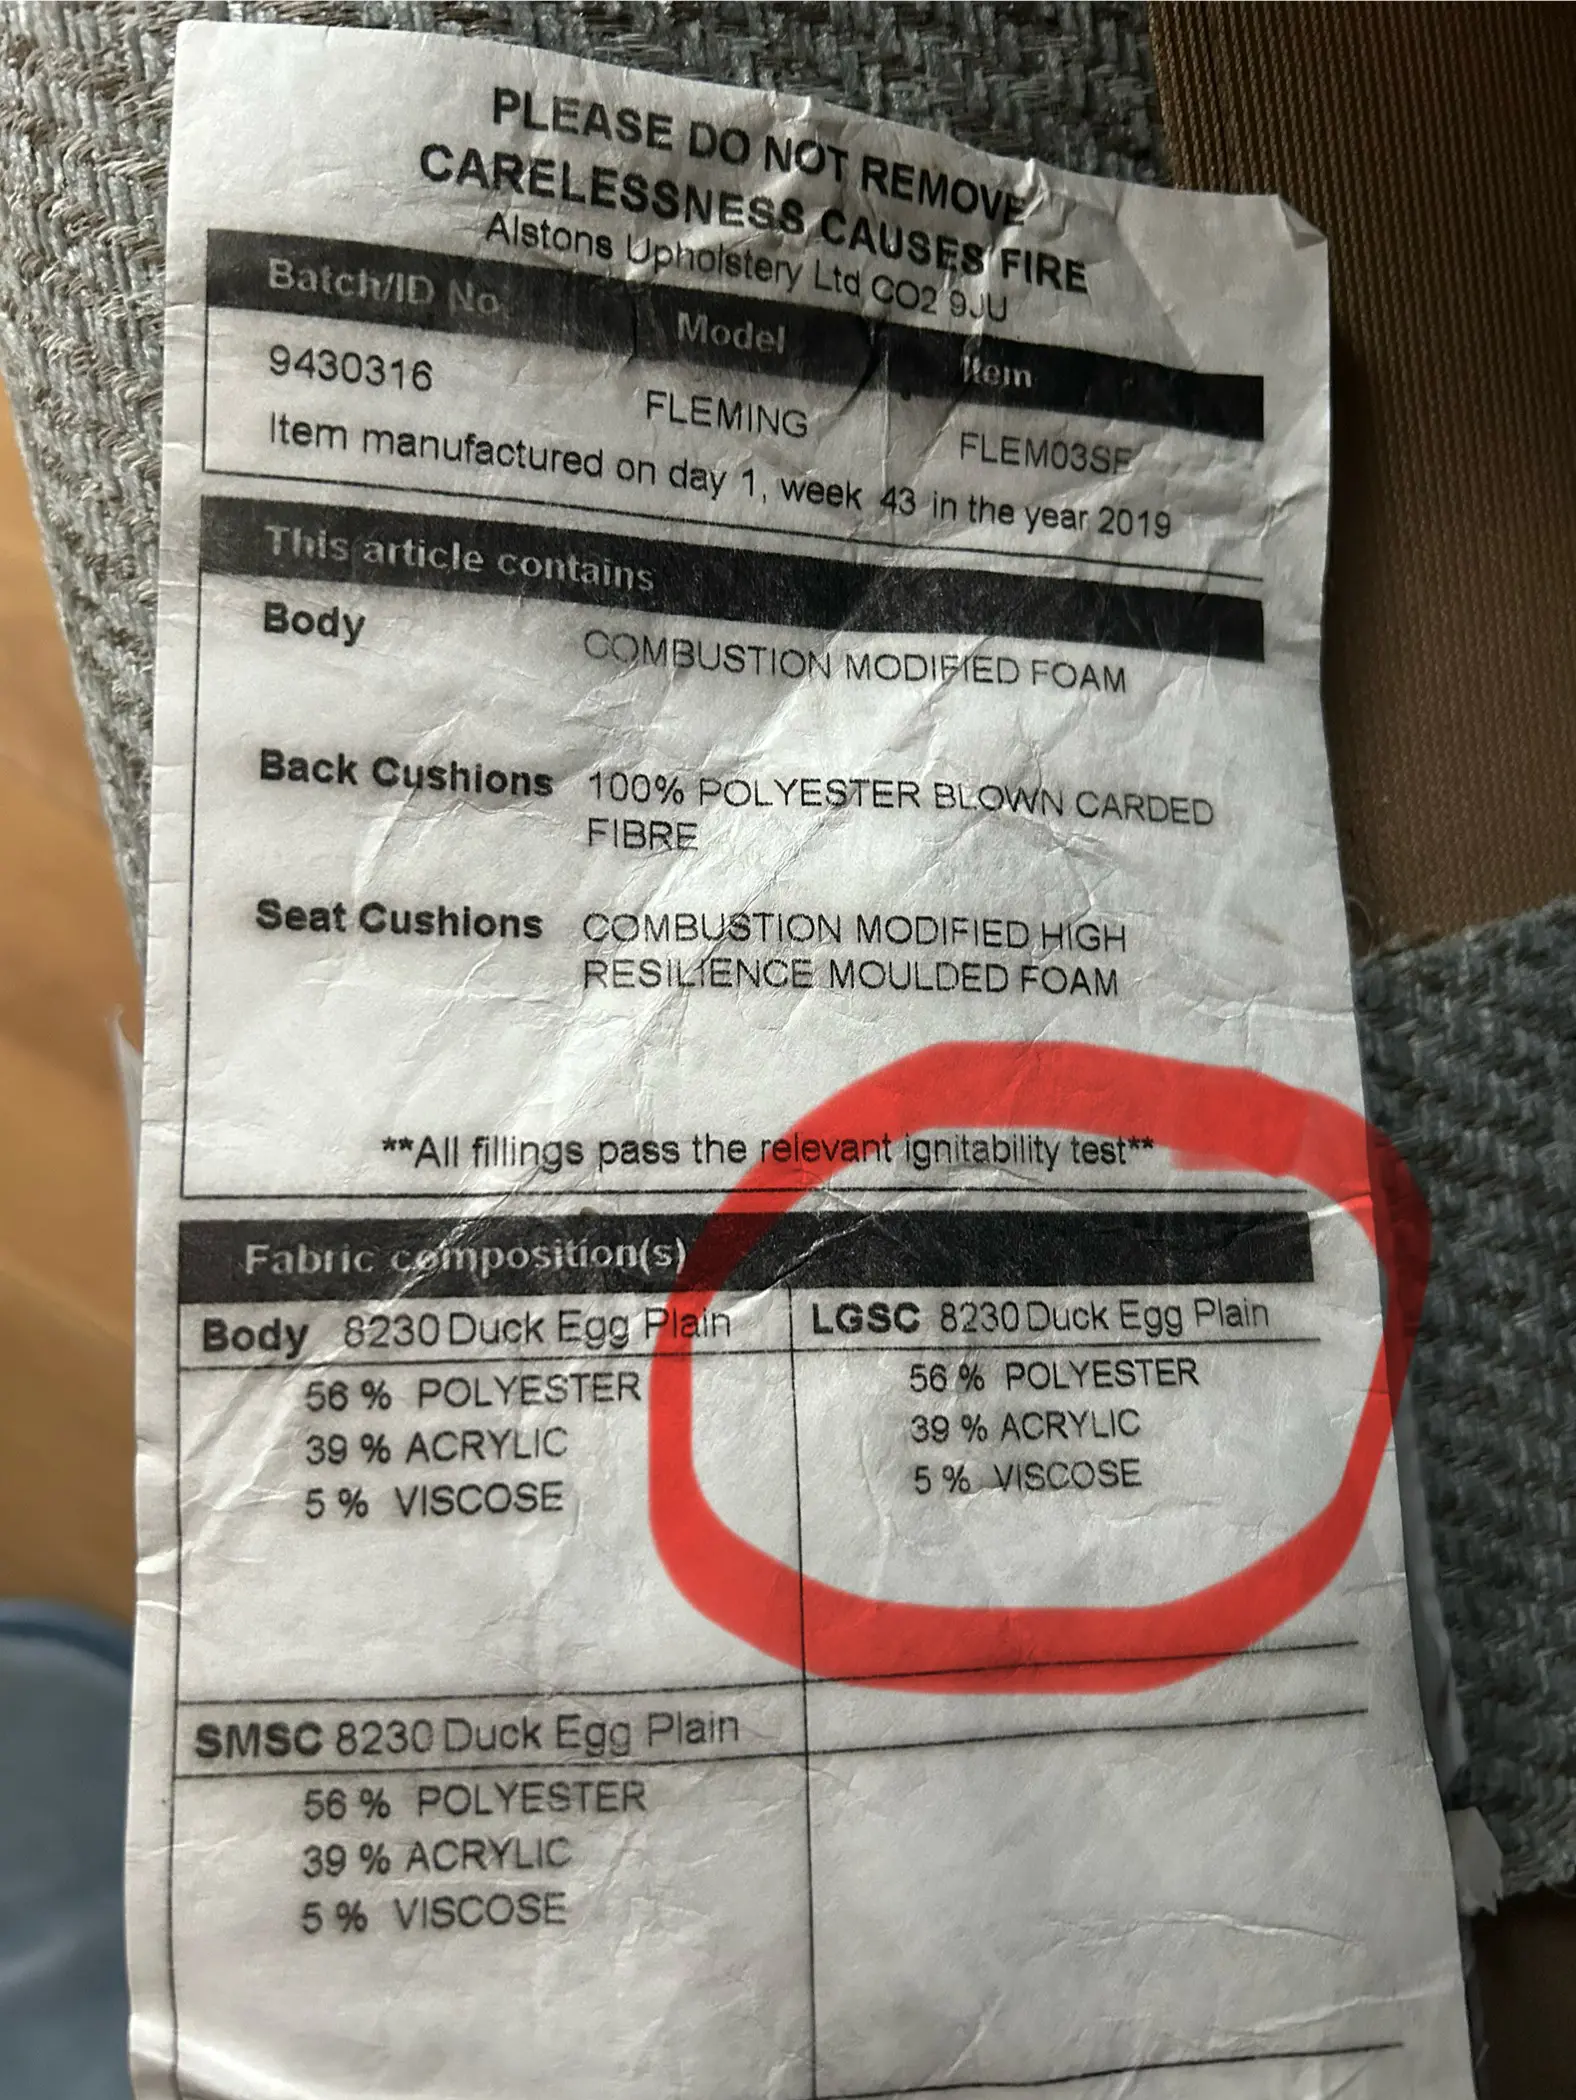 PLEASE DO NOT REMOVE
CARELESSNESS CAUSES FIRE
Alstons Upholstery Ltd CO2 9JU
Batch/ID No. Model Item
9430316 FLEMING FLEM03SF
Item manufactured on day 1, week 43 in the year 2019
This article contains
Body COMBUSTION MODIFIED FOAM
Back Cushions 100% POLYESTER BLOWN CARDED
FIBRE
Seat Cushions COMBUSTION MODIFIED HIGH
RESILIENCE MOULDED FOAM
**All fillings pass the relevant ignitability test**
Fabric composition(s)
Body 8230 Duck Egg Plain
56 % POLYESTER
39 % ACRYLIC
5 % VISCOSE
LGSC 8230 Duck Egg Plain
56 % POLYESTER
39 % ACRYLIC
5 % VISCOSE
SMSC 8230 Duck Egg Plain
56 % POLYESTER
39 % ACRYLIC
5 % VISCOSE